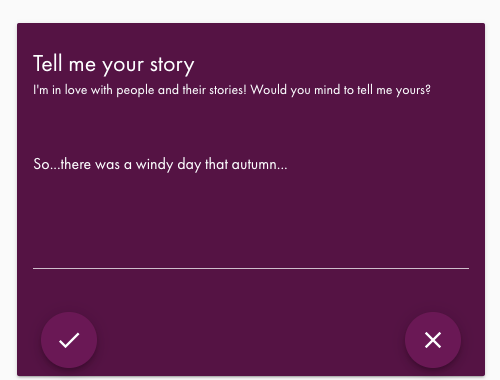 Tell me your story
I'm in love with people and their stories! Would you mind to tell me yours?
So...there was a windy day that autumn...